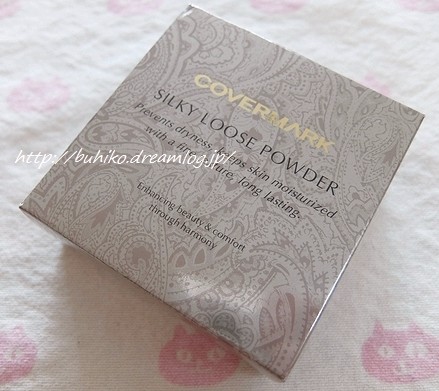 COVERMARK
SILKY LOOSE POWDER
Prevents dryness, keeps skin moisturized
with a fine texture, long lasting.
Enhancing beauty & comfort
through harmony
http://buhiko.dreamlog.jp/